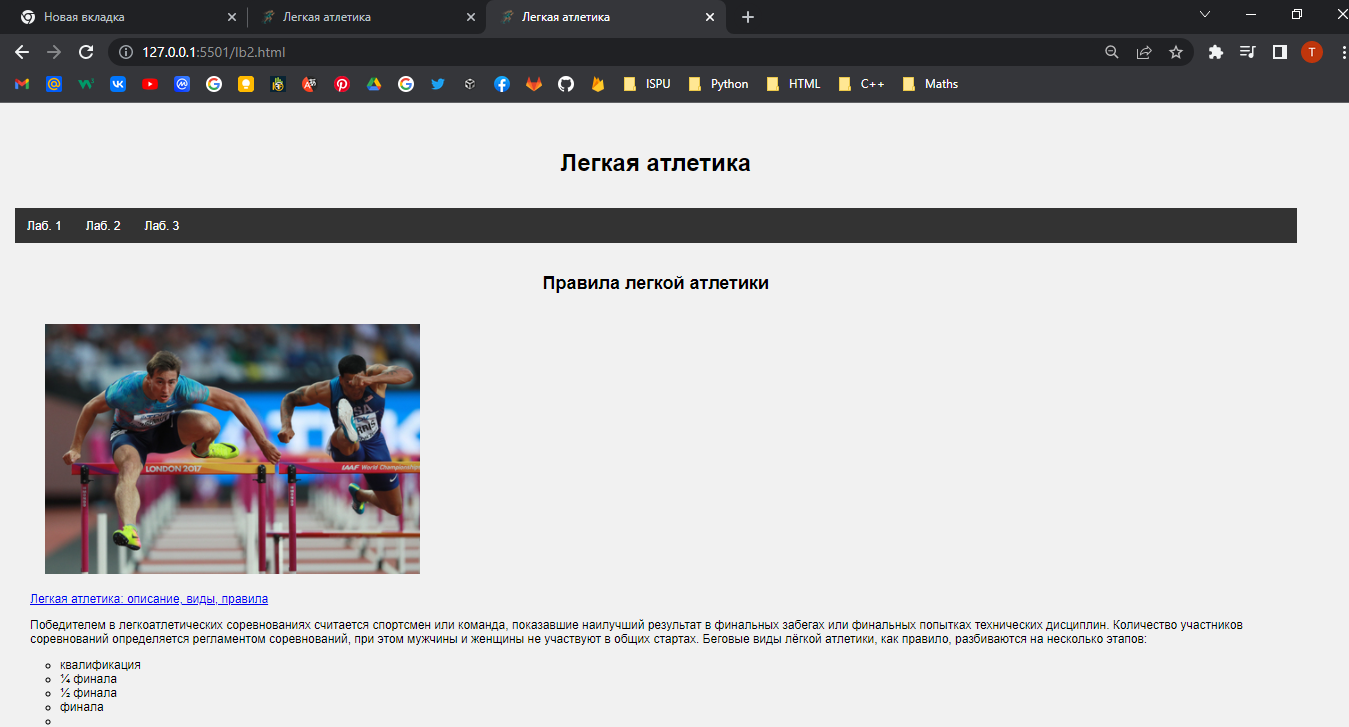 Новая вкладка
Легкая атлетика
Легкая атлетика
127.0.0.1:5501/lb2.html
T
ISPU
Python
HTML
C++
Maths
Легкая атлетика
Лаб. 1
Лаб. 2
Лаб. 3
Правила легкой атлетики
LONDON 2017
IAAF World Championships
Легкая атлетика: описание, виды, правила
Победителем в легкоатлетических соревнованиях считается спортсмен или команда, показавшие наилучший результат в финальных забегах или финальных попытках технических дисциплин. Количество участников
соревнований определяется регламентом соревнований, при этом мужчины и женщины не участвуют в общих стартах. Беговые виды лёгкой атлетики, как правило, разбиваются на несколько этапов:
квалификация
¼ финала
½ финала
финала